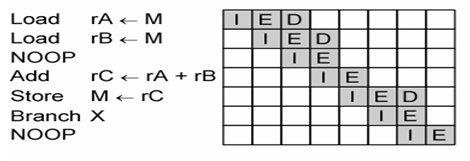 Load rA ← M I E D
Load rB ← M I E D
NOOP I E
Add rC ← rA + rB I E
Store M ← rC I E D
Branch X I E
NOOP I E